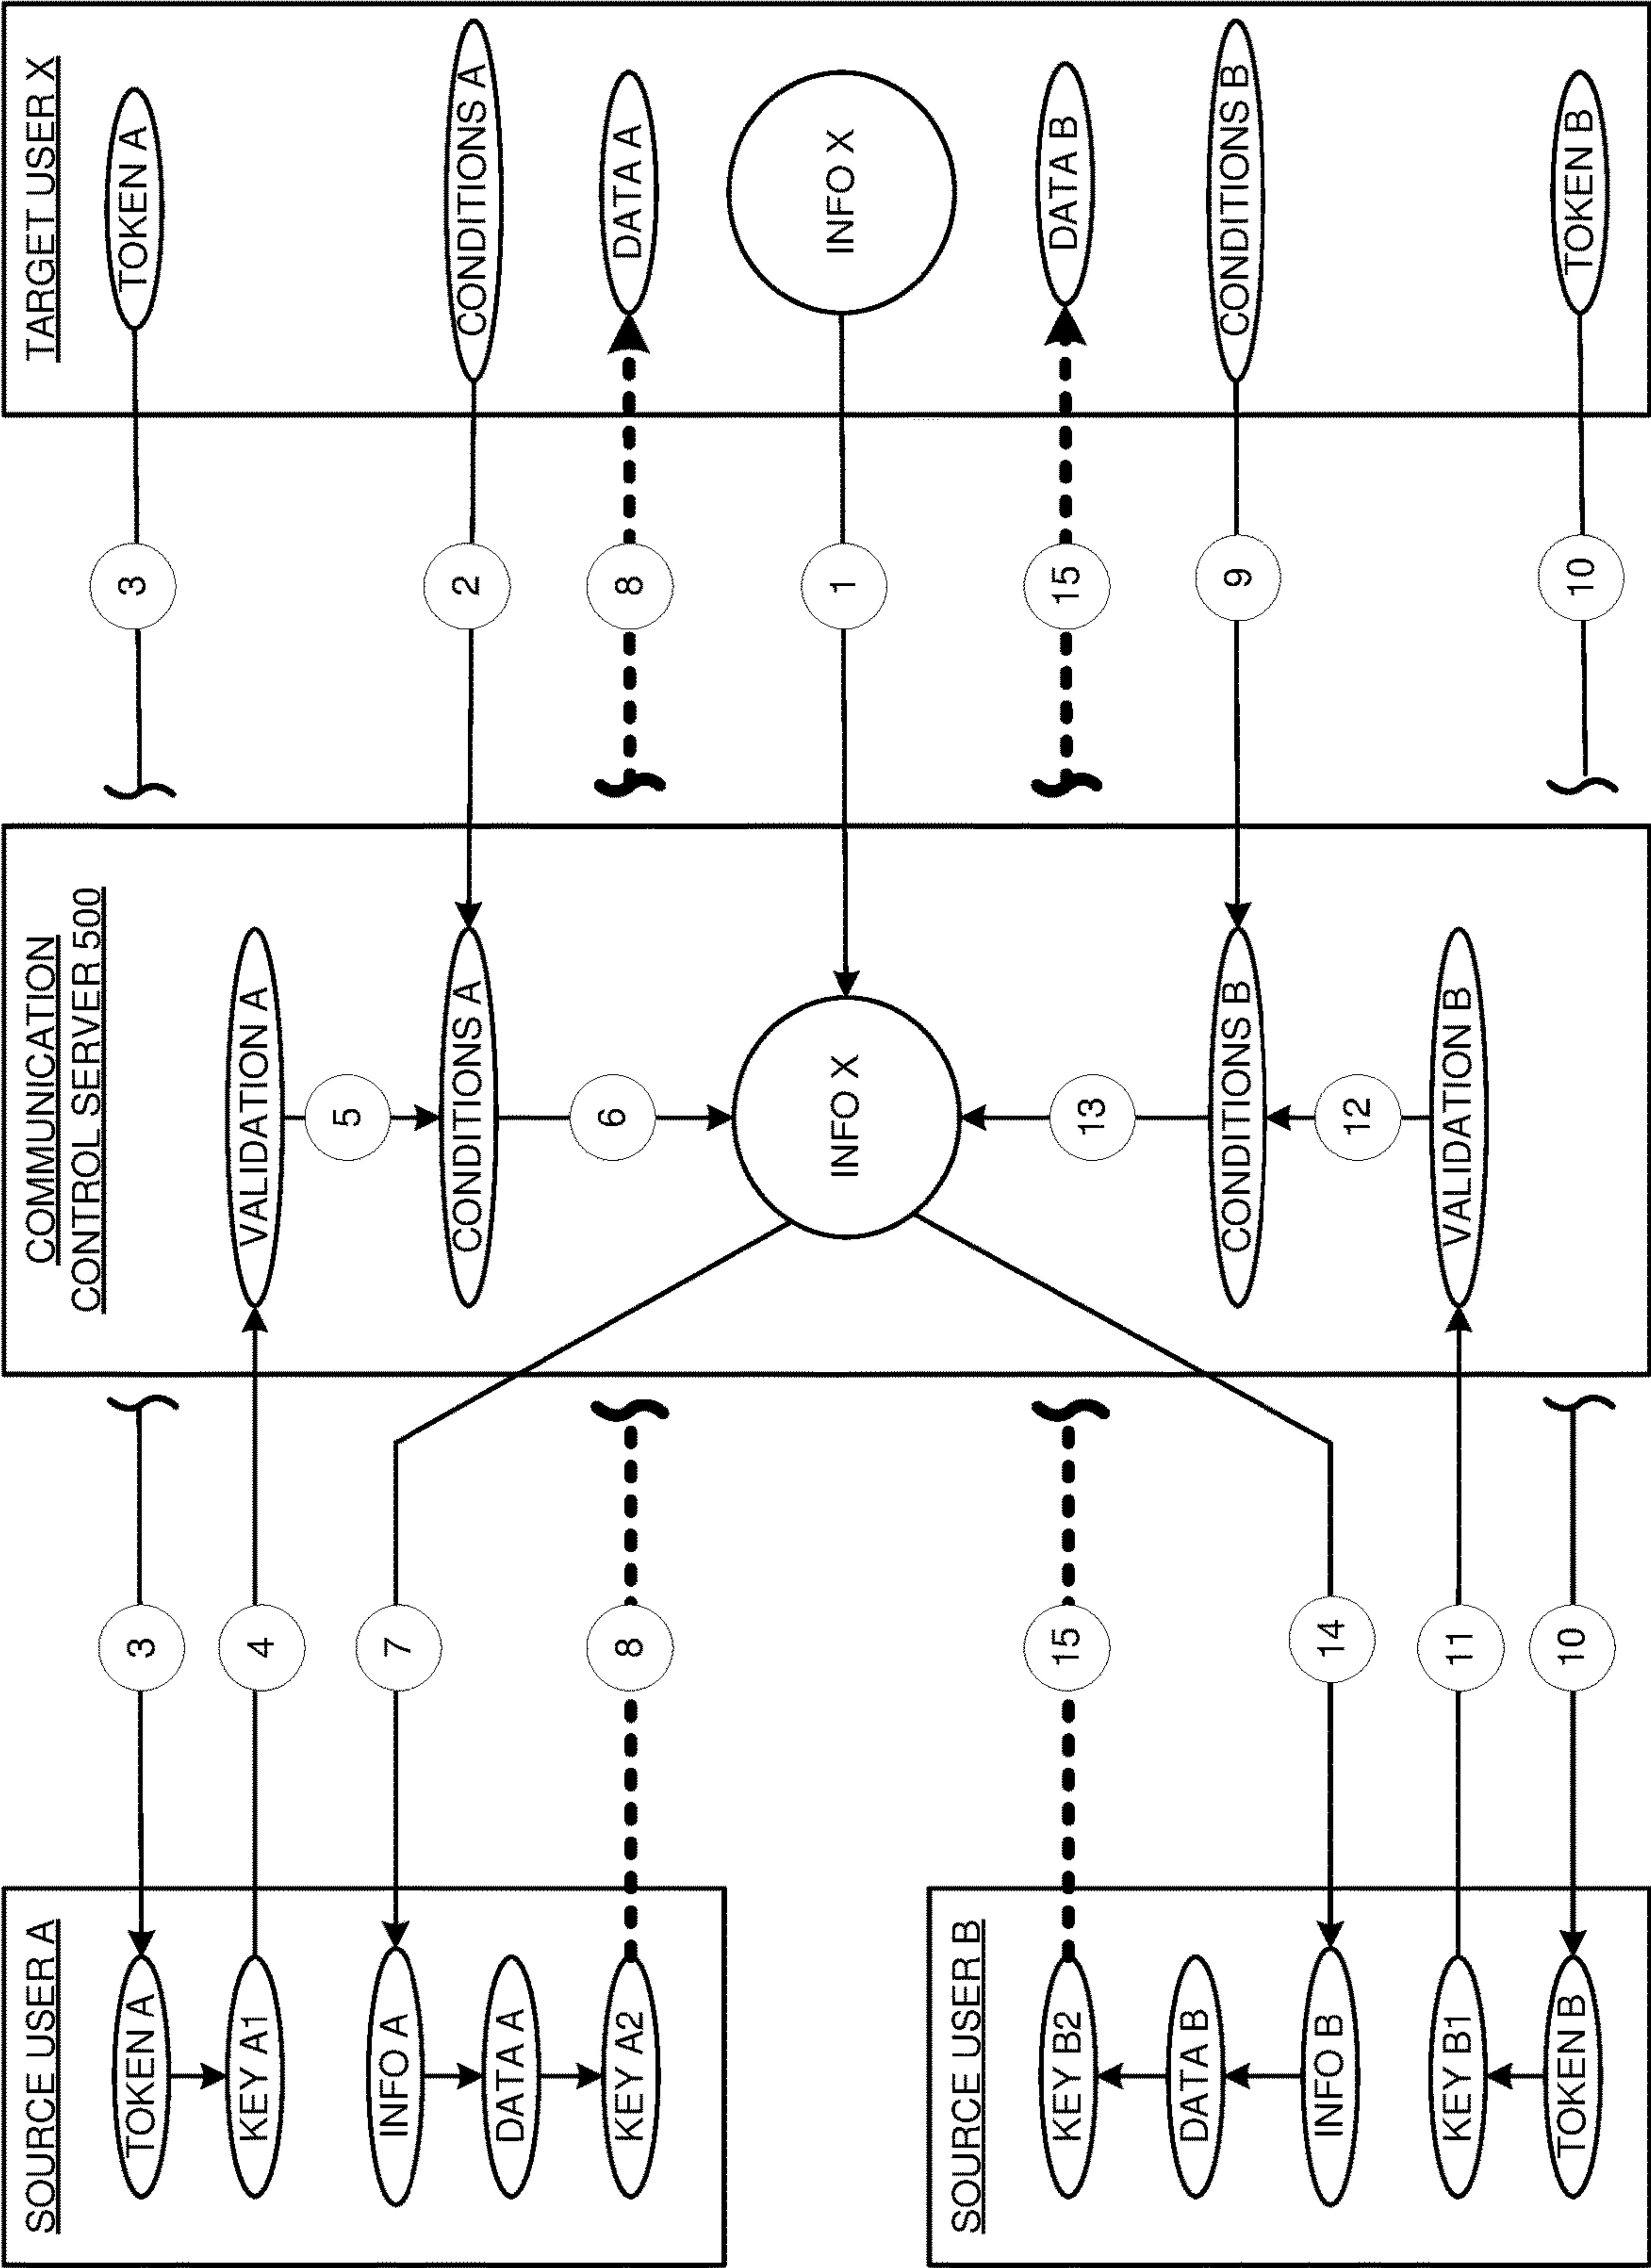 SOURCE USER A
TOKEN A
KEY A1
INFO A
DATA A
KEY A2
SOURCE USER B
KEY B2
DATA B
INFO B
KEY B1
TOKEN B
3
4
7
8
15
14
11
10
COMMUNICATION
CONTROL SERVER 500
VALIDATION A
5
CONDITIONS A
6
INFO X
13
CONDITIONS B
12
VALIDATION B
3
2
8
1
15
9
10
TARGET USER X
TOKEN A
CONDITIONS A
DATA A
INFO X
DATA B
CONDITIONS B
TOKEN B